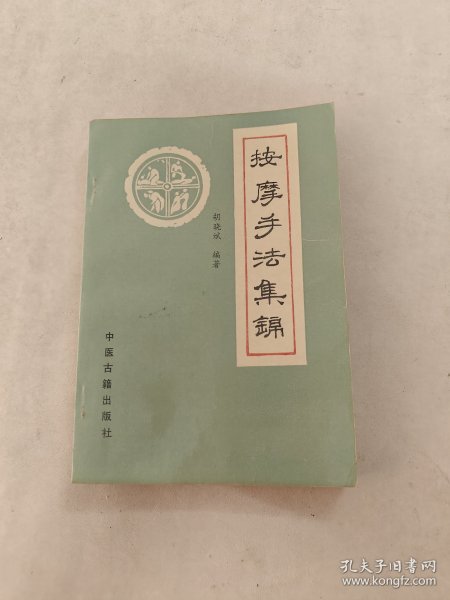 按摩手法集錦
胡晓斌 编著
中医古籍出版社
孔夫子旧书网
www.kongfz.com